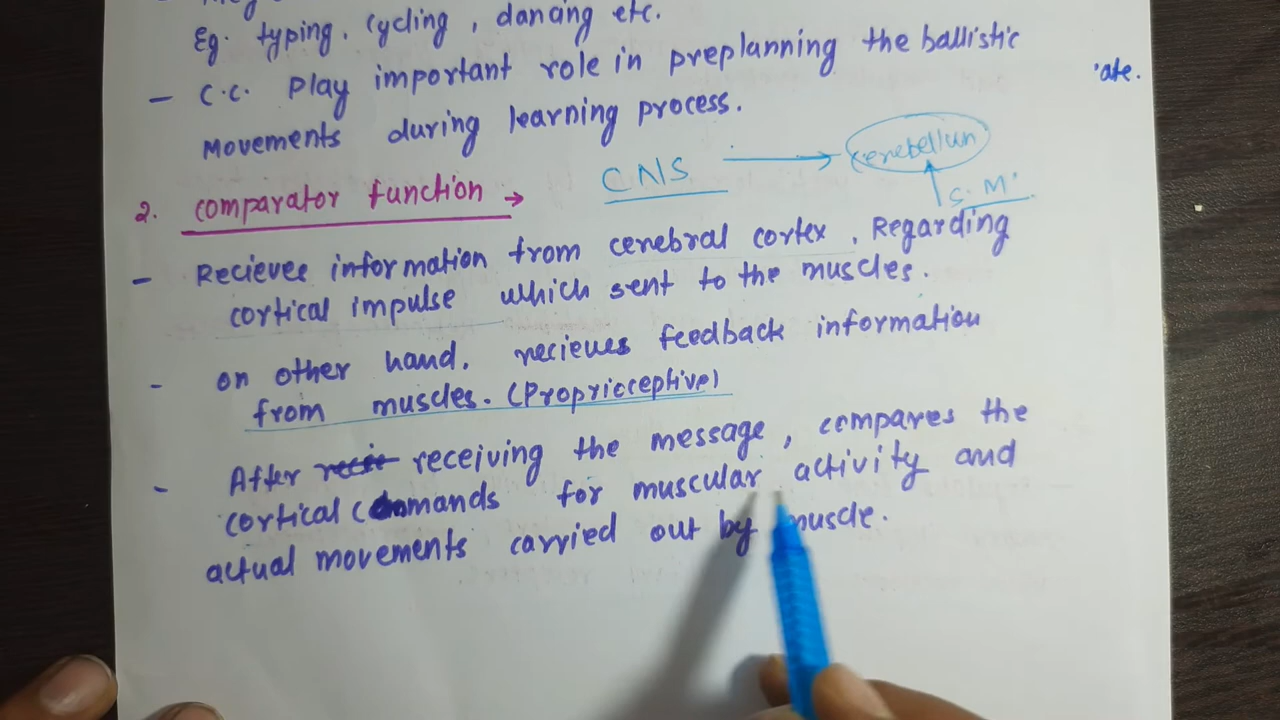 Eg. typing, cycling, dancing etc.
- C.C. Play important role in preplanning the ballistic
Movements during learning process.
CNS → Cerebellum
S.M.
2. Comparator function →
- Recieves information from cerebral cortex, Regarding
cortical impulse which sent to the muscles.
- on other hand, recieves feedback information
from muscles. (Proprioceptive)
- After receiving the message, compares the
cortical commands for muscular activity and
actual movements carried out by muscle.